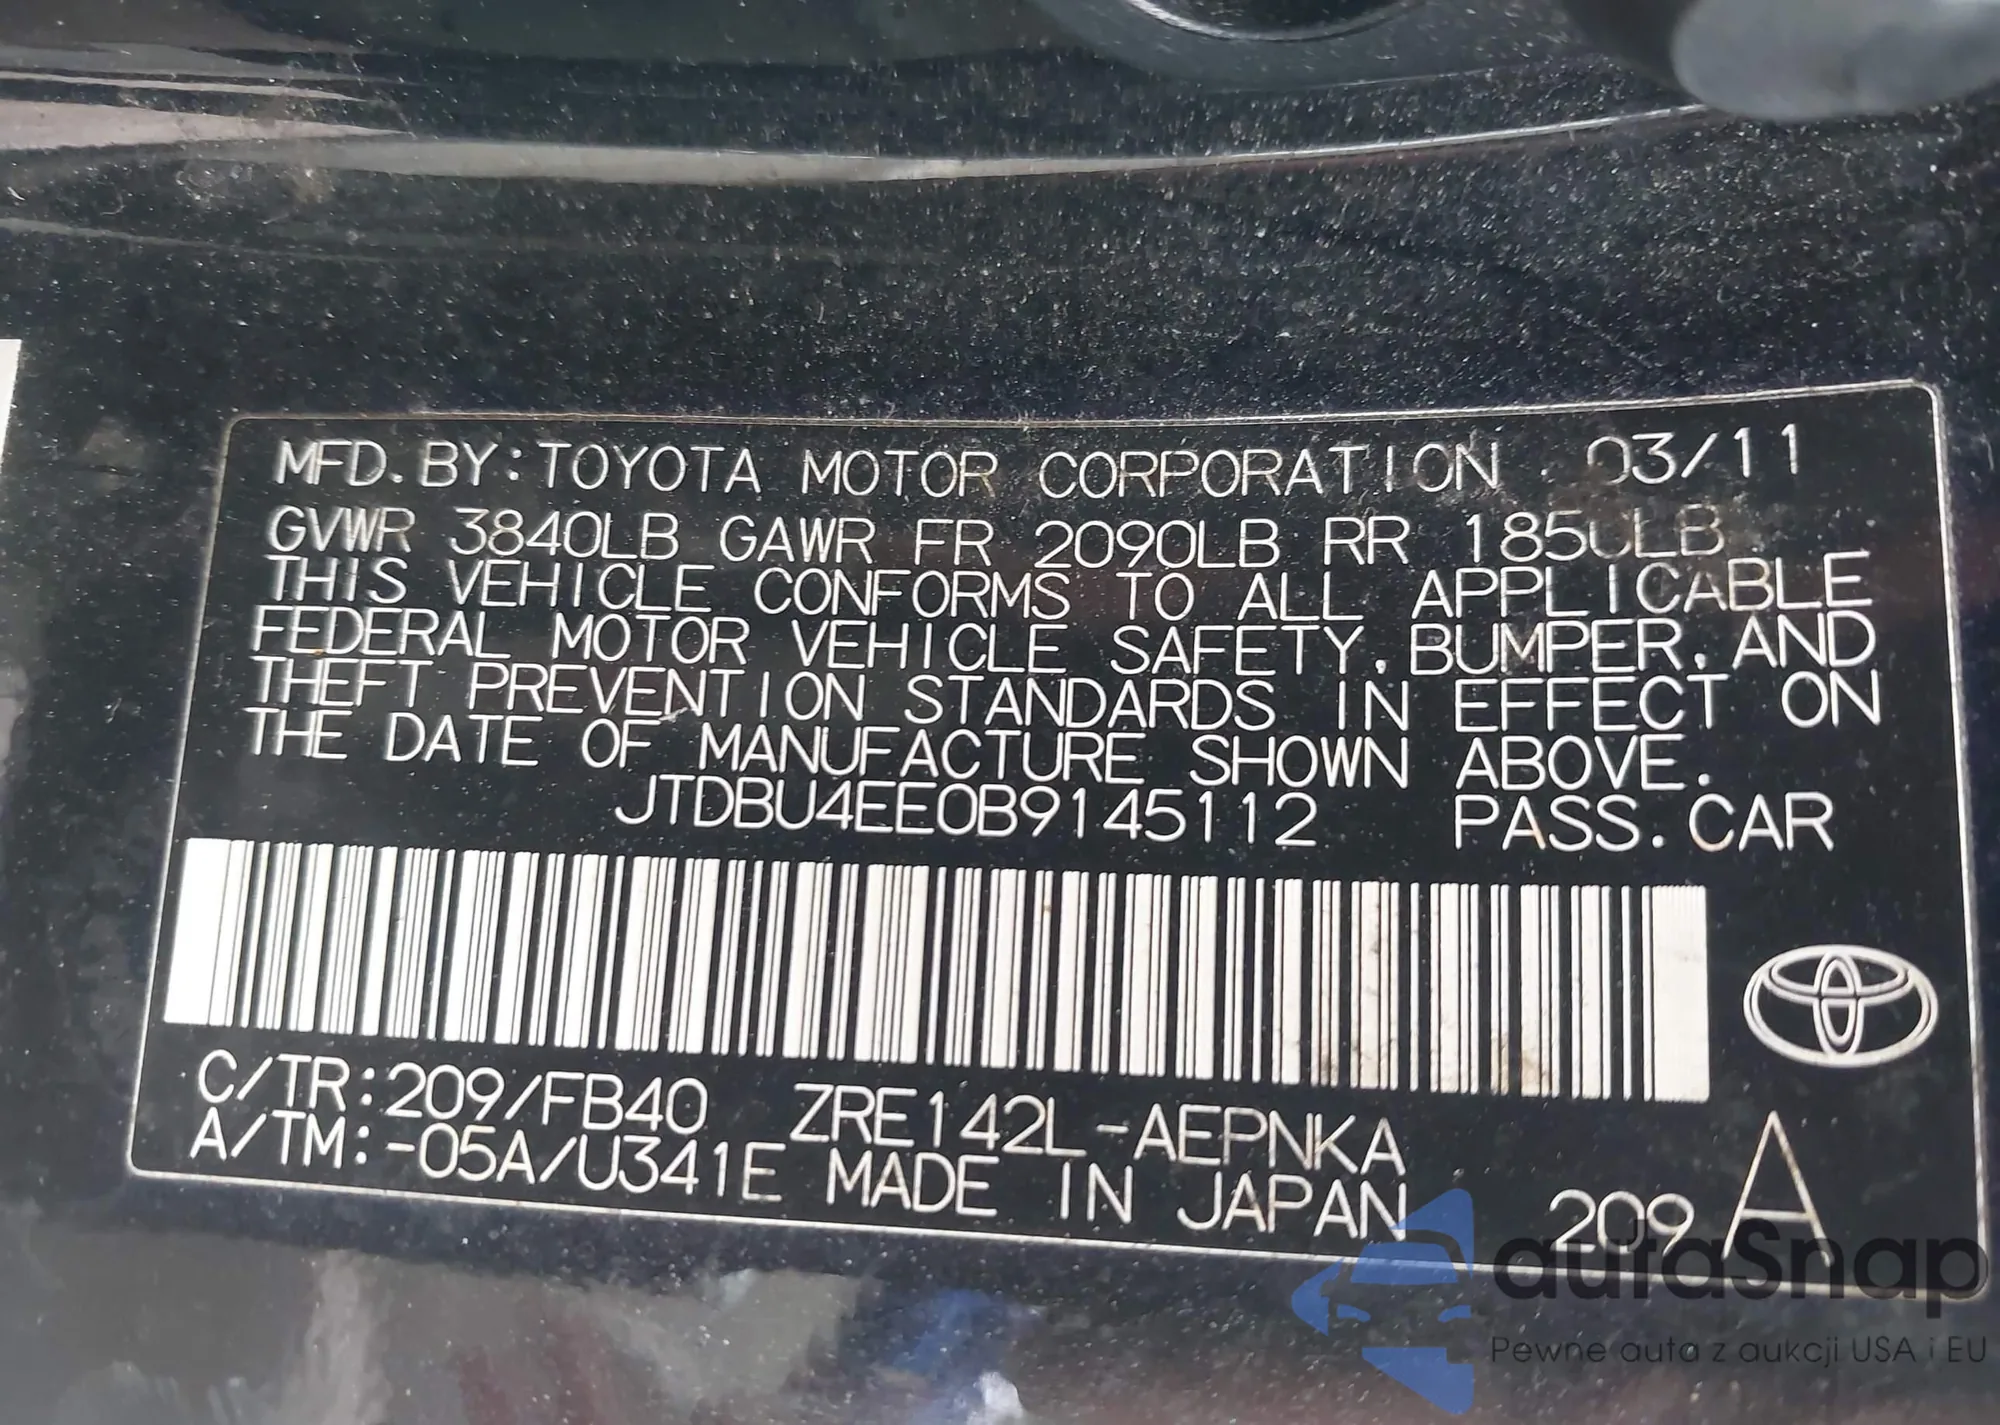 MFD. BY: TOYOTA MOTOR CORPORATION 03/11
GVWR 3840LB GAWR FR 2090LB RR 1850LB
THIS VEHICLE CONFORMS TO ALL APPLICABLE
FEDERAL MOTOR VEHICLE SAFETY, BUMPER, AND
THEFT PREVENTION STANDARDS IN EFFECT ON
THE DATE OF MANUFACTURE SHOWN ABOVE.
JTDBU4EE0B9145112 PASS. CAR
C/TR: 209/FB40 ZRE142L-AEPNKA
A/TM: -05A/U341E MADE IN JAPAN 209 A
autaSnap
Pewne auta z aukcji USA i EU